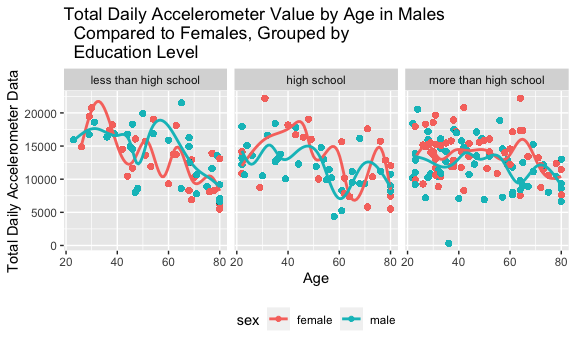 Total Daily Accelerometer Value by Age in Males
Compared to Females, Grouped by
Education Level
less than high school high school more than high school
Total Daily Accelerometer Data
20000
15000
10000
5000
0
20 40 60 80 20 40 60 80 20 40 60 80
Age
sex female male